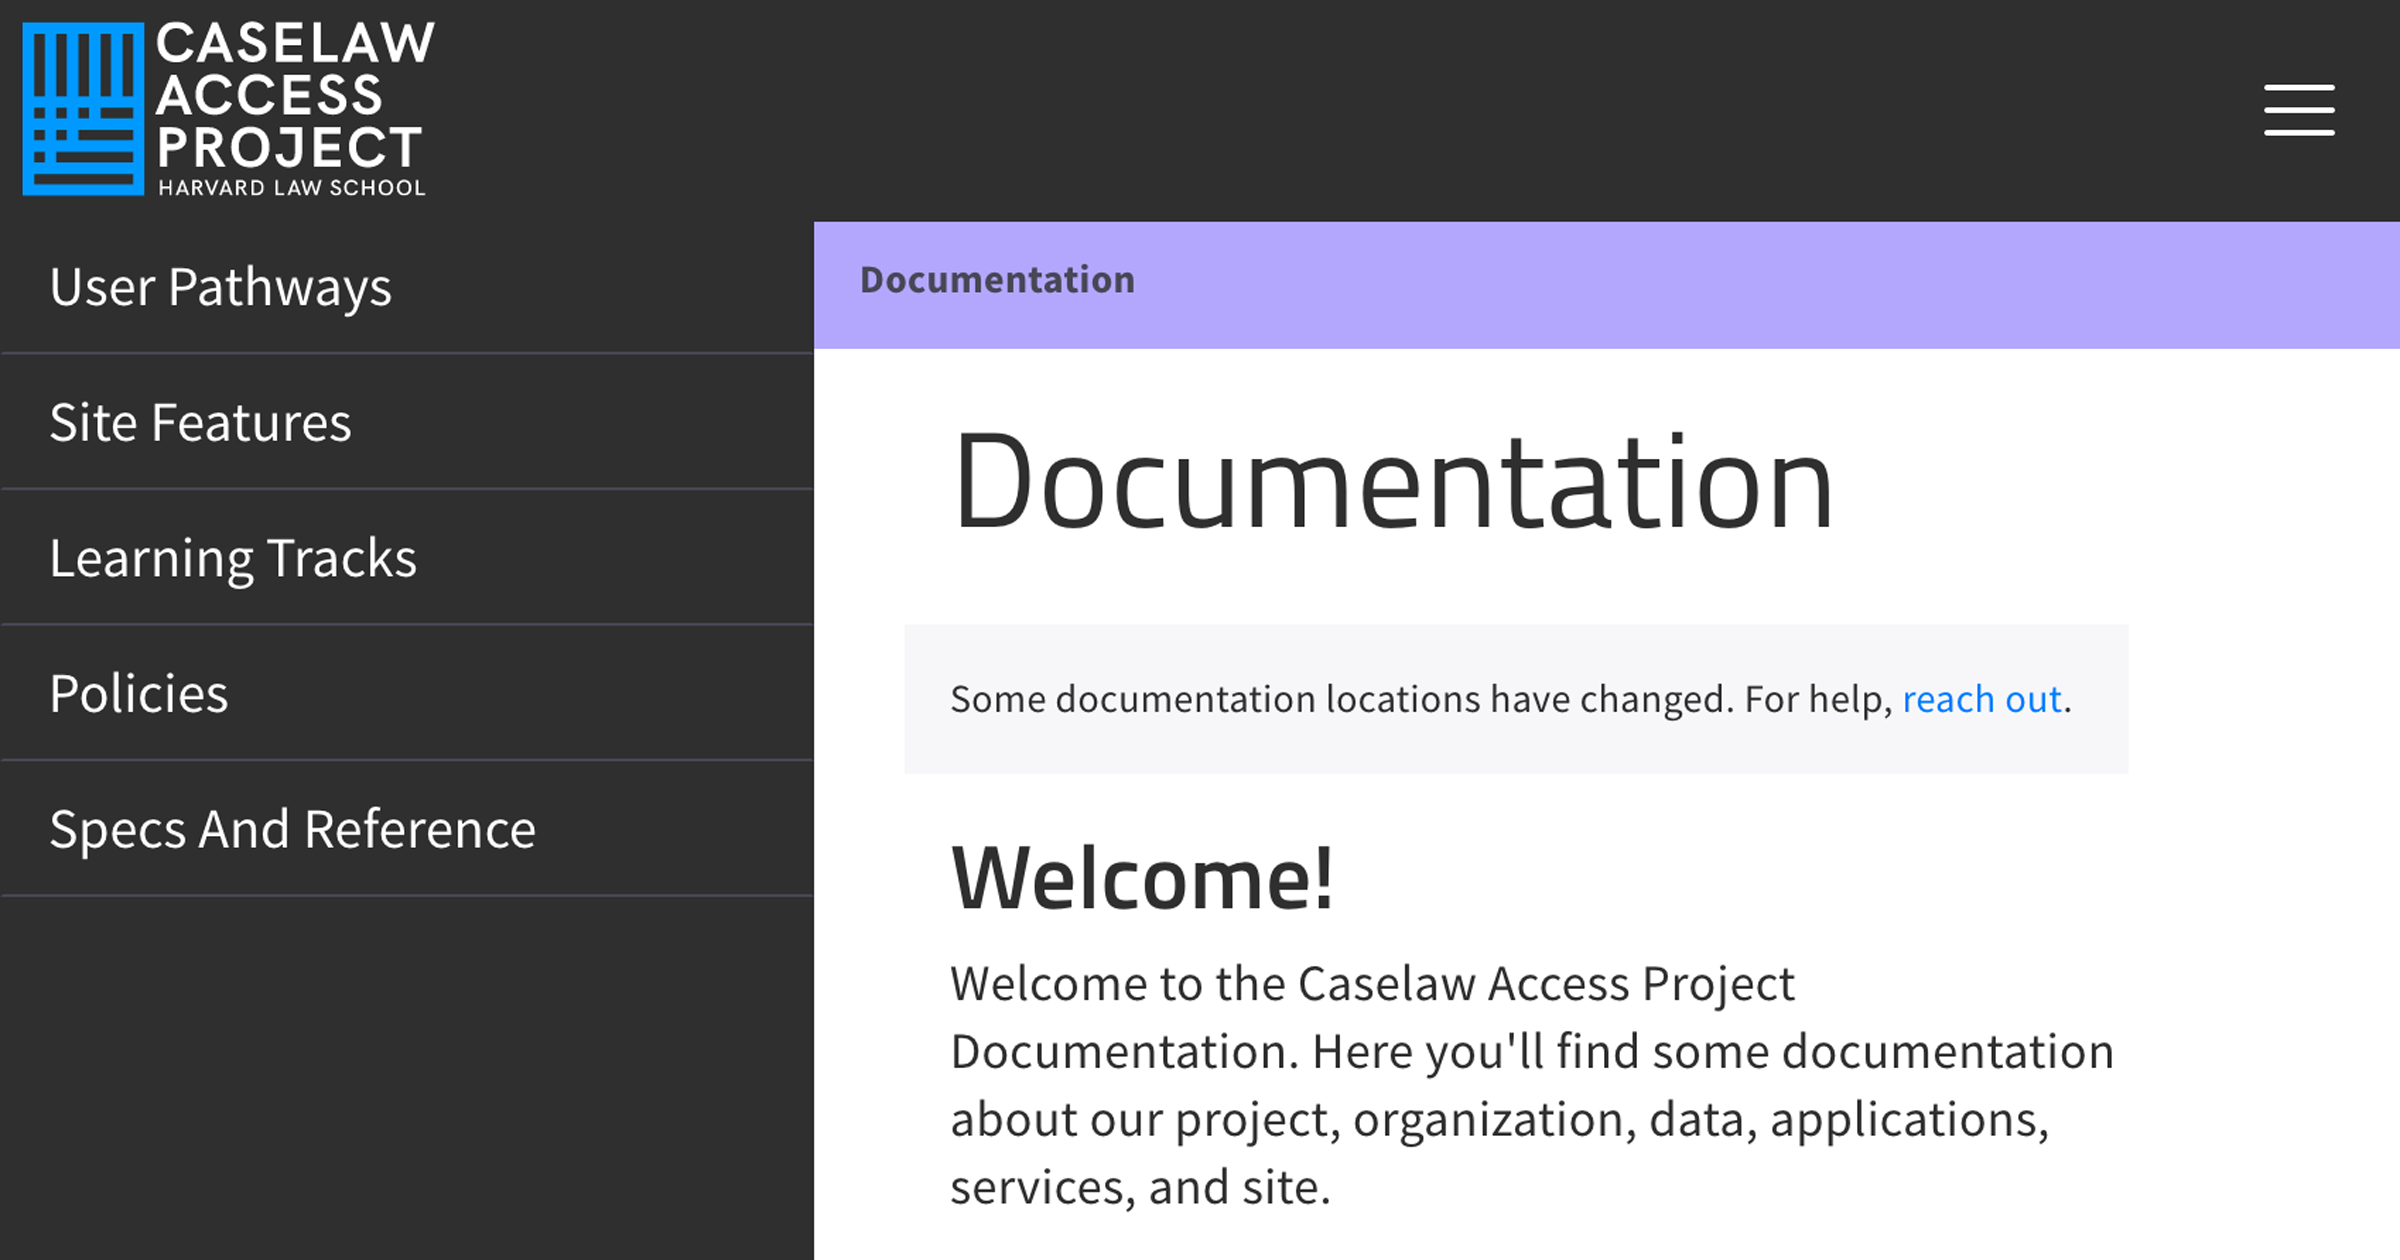 CASELAW
ACCESS
PROJECT
HARVARD LAW SCHOOL
User Pathways
Site Features
Learning Tracks
Policies
Specs And Reference
Documentation
Documentation
Some documentation locations have changed. For help, reach out.
Welcome!
Welcome to the Caselaw Access Project
Documentation. Here you'll find some documentation
about our project, organization, data, applications,
services, and site.